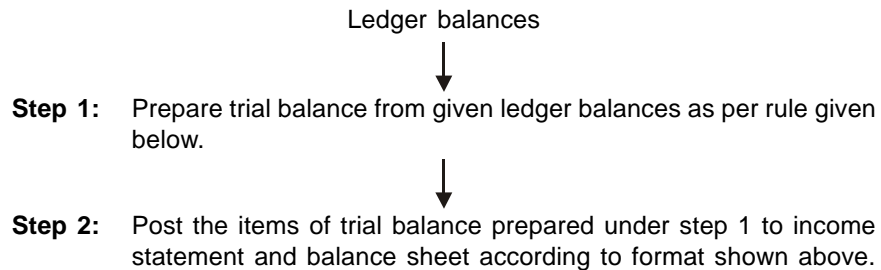 Ledger balances
Step 1: Prepare trial balance from given ledger balances as per rule given
below.
Step 2: Post the items of trial balance prepared under step 1 to income
statement and balance sheet according to format shown above.